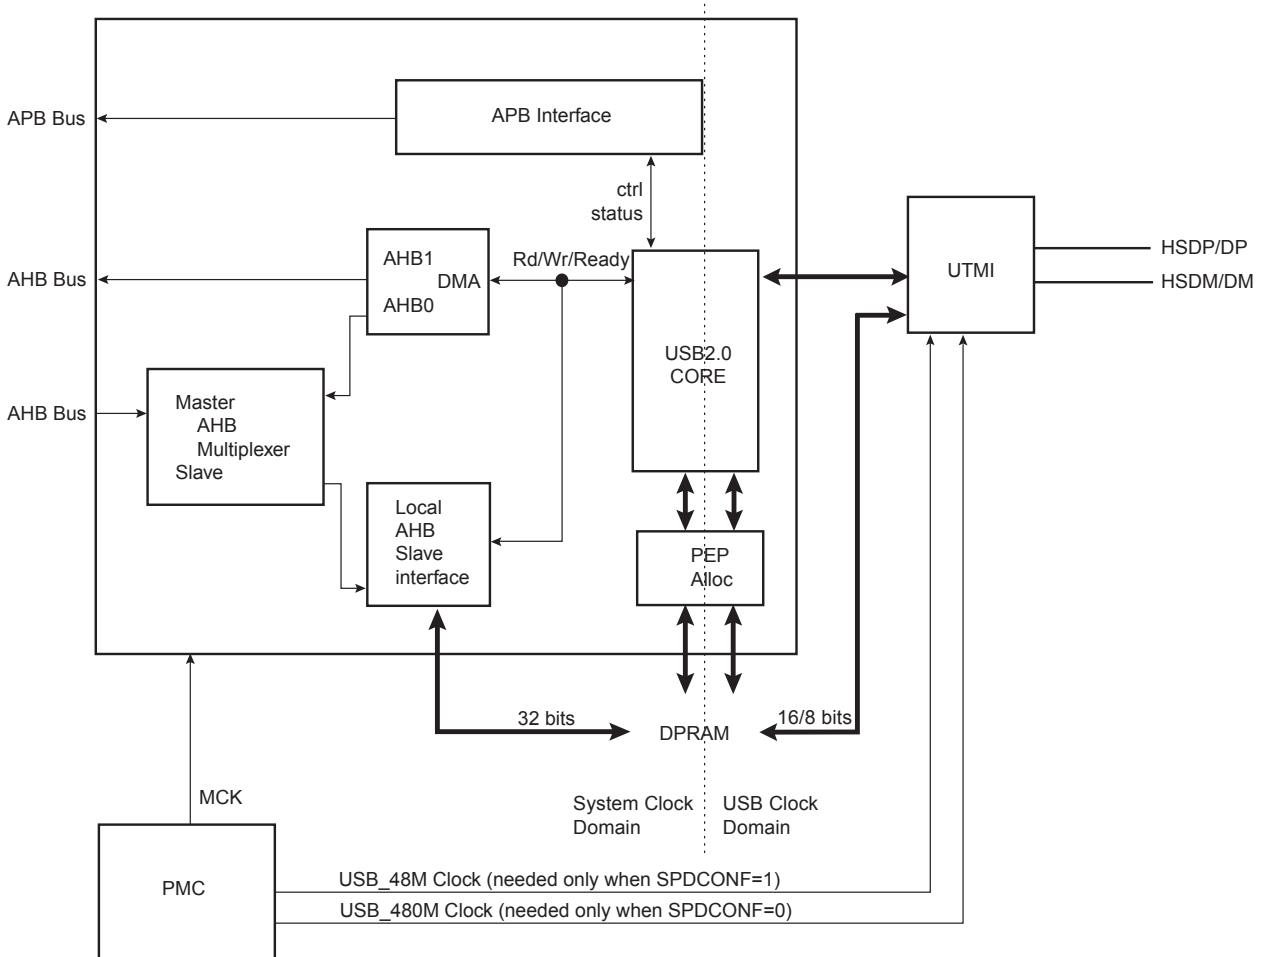 APB Bus
APB Interface
ctrl
status
AHB Bus
AHB1
DMA
AHB0
Rd/Wr/Ready
USB2.0
CORE
UTMI
HSDP/DP
HSDM/DM
AHB Bus
Master
AHB
Multiplexer
Slave
Local
AHB
Slave
interface
PEP
Alloc
32 bits
DPRAM
16/8 bits
MCK
System Clock
Domain
USB Clock
Domain
PMC
USB_48M Clock (needed only when SPDCONF=1)
USB_480M Clock (needed only when SPDCONF=0)